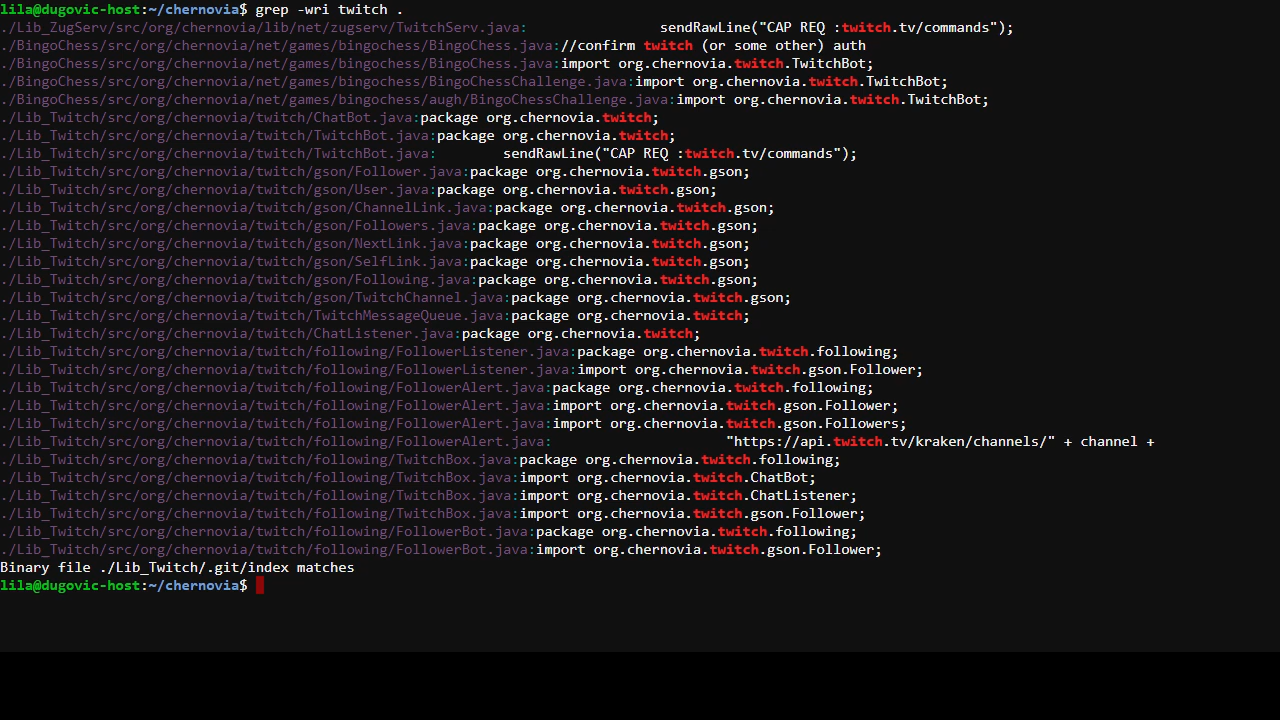 lila@dugovic-host:~/chernovia$ grep -wri twitch .
./Lib_ZugServ/src/org/chernovia/lib/net/zugserv/TwitchServ.java:                sendRawLine("CAP REQ :twitch.tv/commands");
./BingoChess/src/org/chernovia/net/games/bingochess/BingoChess.java://confirm twitch (or some other) auth
./BingoChess/src/org/chernovia/net/games/bingochess/BingoChess.java:import org.chernovia.twitch.TwitchBot;
./BingoChess/src/org/chernovia/net/games/bingochess/BingoChessChallenge.java:import org.chernovia.twitch.TwitchBot;
./BingoChess/src/org/chernovia/net/games/bingochess/augh/BingoChessChallenge.java:import org.chernovia.twitch.TwitchBot;
./Lib_Twitch/src/org/chernovia/twitch/ChatBot.java:package org.chernovia.twitch;
./Lib_Twitch/src/org/chernovia/twitch/TwitchBot.java:package org.chernovia.twitch;
./Lib_Twitch/src/org/chernovia/twitch/TwitchBot.java:        sendRawLine("CAP REQ :twitch.tv/commands");
./Lib_Twitch/src/org/chernovia/twitch/gson/Follower.java:package org.chernovia.twitch.gson;
./Lib_Twitch/src/org/chernovia/twitch/gson/User.java:package org.chernovia.twitch.gson;
./Lib_Twitch/src/org/chernovia/twitch/gson/ChannelLink.java:package org.chernovia.twitch.gson;
./Lib_Twitch/src/org/chernovia/twitch/gson/Followers.java:package org.chernovia.twitch.gson;
./Lib_Twitch/src/org/chernovia/twitch/gson/NextLink.java:package org.chernovia.twitch.gson;
./Lib_Twitch/src/org/chernovia/twitch/gson/SelfLink.java:package org.chernovia.twitch.gson;
./Lib_Twitch/src/org/chernovia/twitch/gson/Following.java:package org.chernovia.twitch.gson;
./Lib_Twitch/src/org/chernovia/twitch/gson/TwitchChannel.java:package org.chernovia.twitch.gson;
./Lib_Twitch/src/org/chernovia/twitch/TwitchMessageQueue.java:package org.chernovia.twitch;
./Lib_Twitch/src/org/chernovia/twitch/ChatListener.java:package org.chernovia.twitch;
./Lib_Twitch/src/org/chernovia/twitch/following/FollowerListener.java:package org.chernovia.twitch.following;
./Lib_Twitch/src/org/chernovia/twitch/following/FollowerListener.java:import org.chernovia.twitch.gson.Follower;
./Lib_Twitch/src/org/chernovia/twitch/following/FollowerAlert.java:package org.chernovia.twitch.following;
./Lib_Twitch/src/org/chernovia/twitch/following/FollowerAlert.java:import org.chernovia.twitch.gson.Follower;
./Lib_Twitch/src/org/chernovia/twitch/following/FollowerAlert.java:import org.chernovia.twitch.gson.Followers;
./Lib_Twitch/src/org/chernovia/twitch/following/FollowerAlert.java:                     "https://api.twitch.tv/kraken/channels/" + channel +
./Lib_Twitch/src/org/chernovia/twitch/following/TwitchBox.java:package org.chernovia.twitch.following;
./Lib_Twitch/src/org/chernovia/twitch/following/TwitchBox.java:import org.chernovia.twitch.ChatBot;
./Lib_Twitch/src/org/chernovia/twitch/following/TwitchBox.java:import org.chernovia.twitch.ChatListener;
./Lib_Twitch/src/org/chernovia/twitch/following/TwitchBox.java:import org.chernovia.twitch.gson.Follower;
./Lib_Twitch/src/org/chernovia/twitch/following/FollowerBot.java:package org.chernovia.twitch.following;
./Lib_Twitch/src/org/chernovia/twitch/following/FollowerBot.java:import org.chernovia.twitch.gson.Follower;
Binary file ./Lib_Twitch/.git/index matches
lila@dugovic-host:~/chernovia$